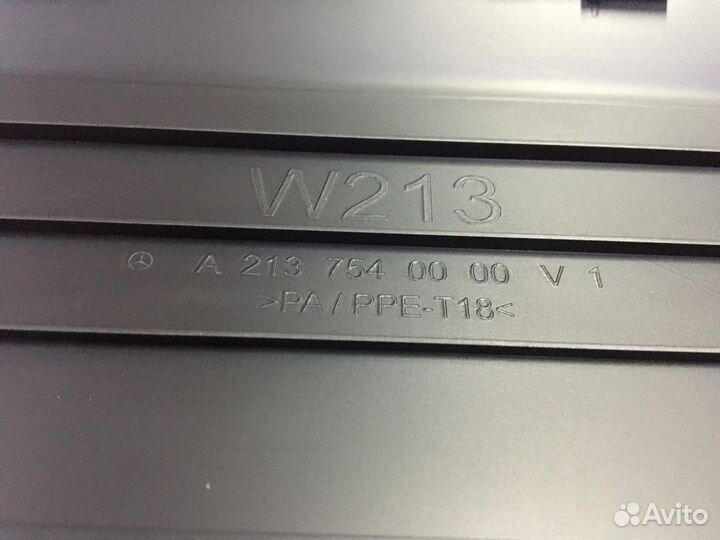 W213
A 213 754 00 00 V 1
>PA / PPE-T18<
Avito